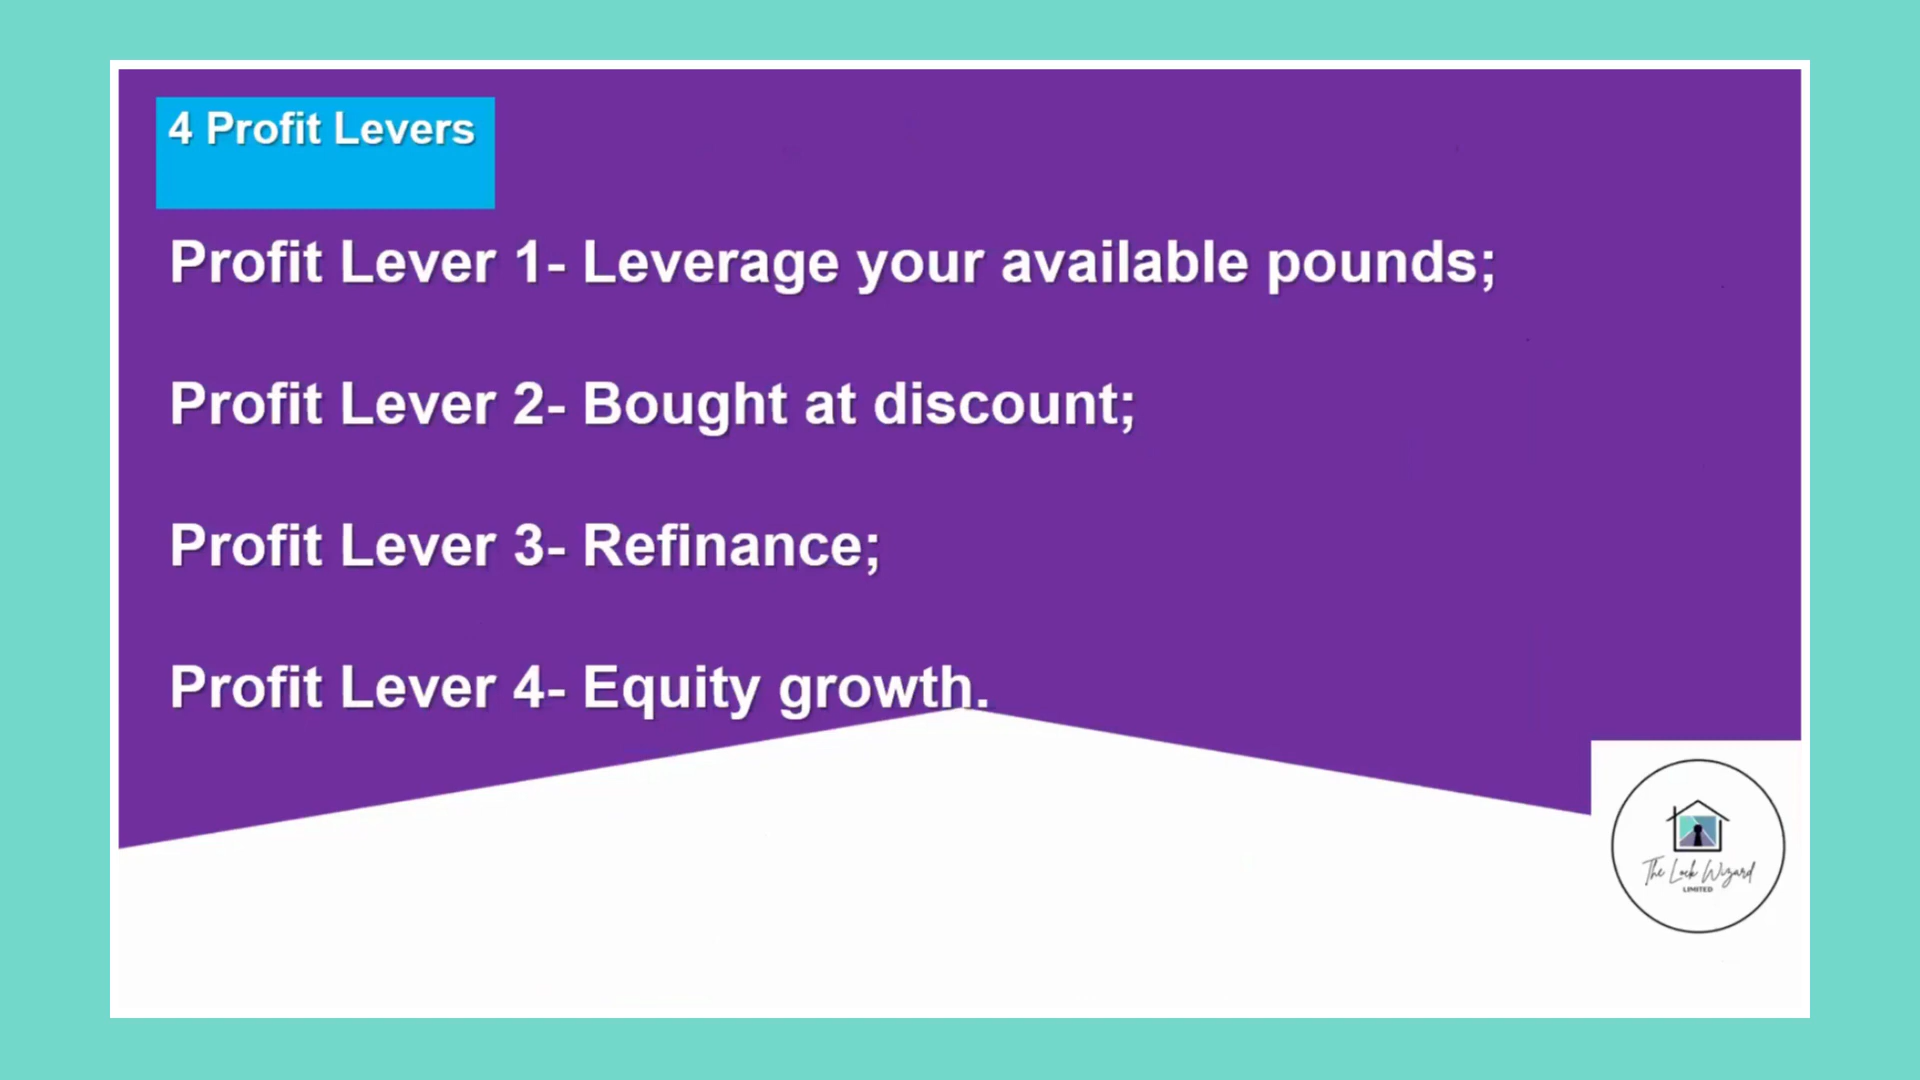 4 Profit Levers
Profit Lever 1- Leverage your available pounds;
Profit Lever 2- Bought at discount;
Profit Lever 3- Refinance;
Profit Lever 4- Equity growth.
The Lock Wizard
LIMITED